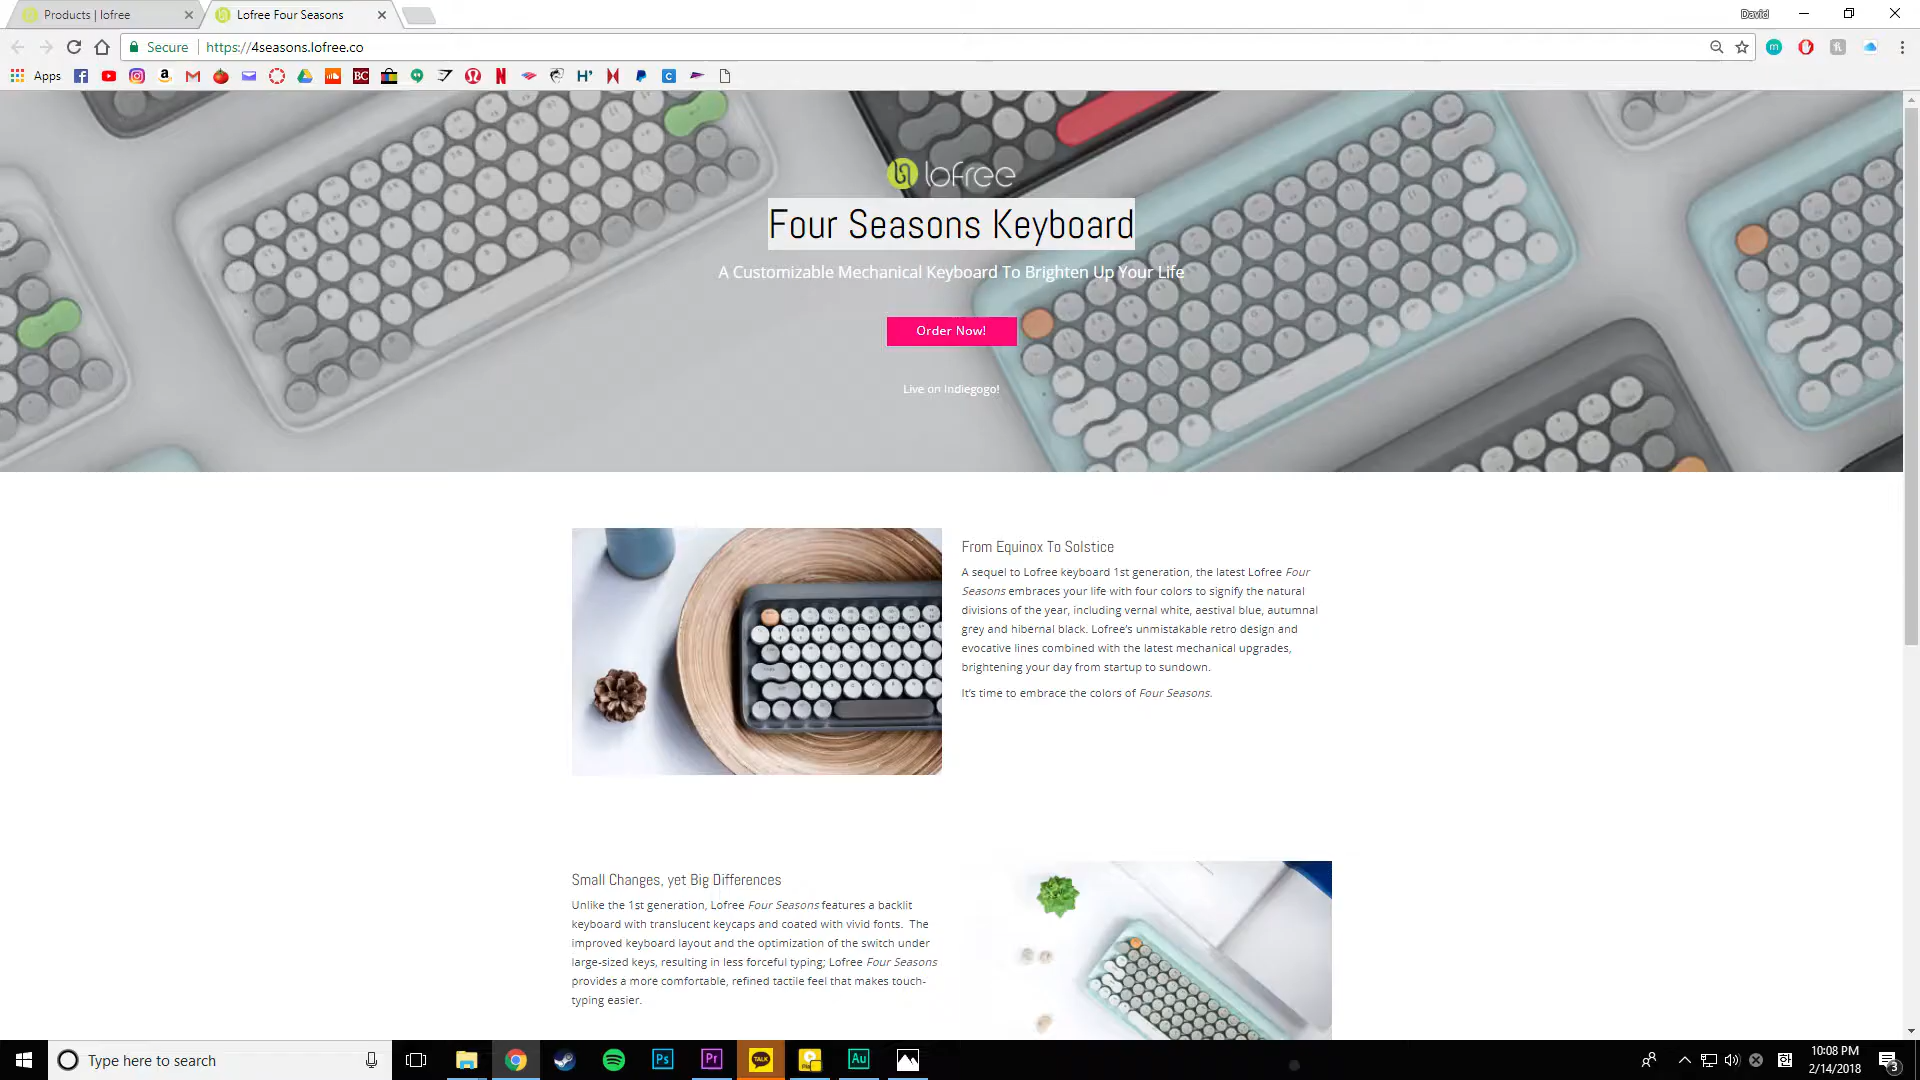 Products | lofree
Lofree Four Seasons
David
Secure
https://4seasons.lofree.co
Apps
BC
H'
C
lofree
Four Seasons Keyboard
A Customizable Mechanical Keyboard To Brighten Up Your Life
Order Now!
Live on Indiegogo!
From Equinox To Solstice
A sequel to Lofree keyboard 1st generation, the latest Lofree Four
Seasons embraces your life with four colors to signify the natural
divisions of the year, including vernal white, aestival blue, autumnal
grey and hibernal black. Lofree's unmistakable retro design and
evocative lines combined with the latest mechanical upgrades,
brightening your day from startup to sundown.
It's time to embrace the colors of Four Seasons.
Small Changes, yet Big Differences
Unlike the 1st generation, Lofree Four Seasons features a backlit
keyboard with translucent keycaps and coated with vivid fonts. The
improved keyboard layout and the optimization of the switch under
large-sized keys, resulting in less forceful typing; Lofree Four Seasons
provides a more comfortable, refined tactile feel that makes touch-
typing easier.
Type here to search
Ps
Pr
TALK
Au
10:08 PM
2/14/2018
3